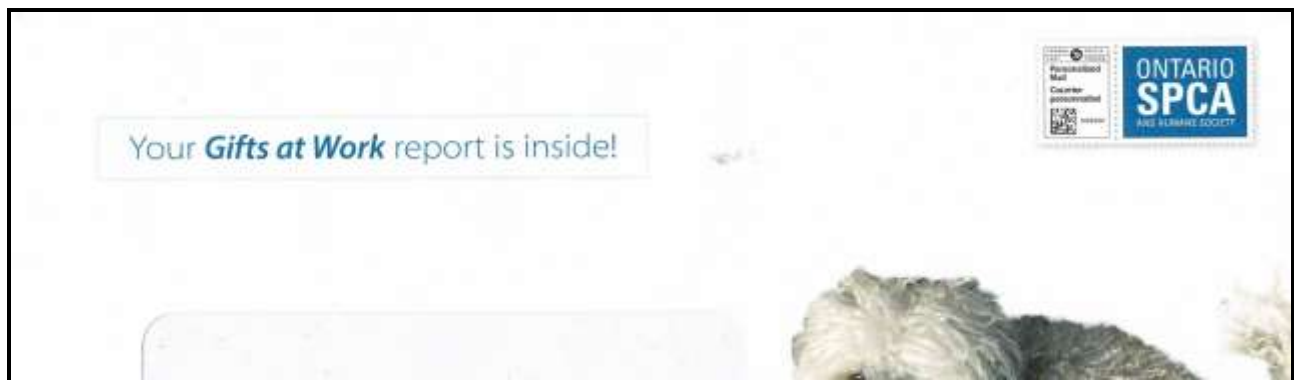 Your Gifts at Work report is inside!
Personalized
Mail
Courrier
personnalisé
ONTARIO
SPCA
AND HUMANE SOCIETY